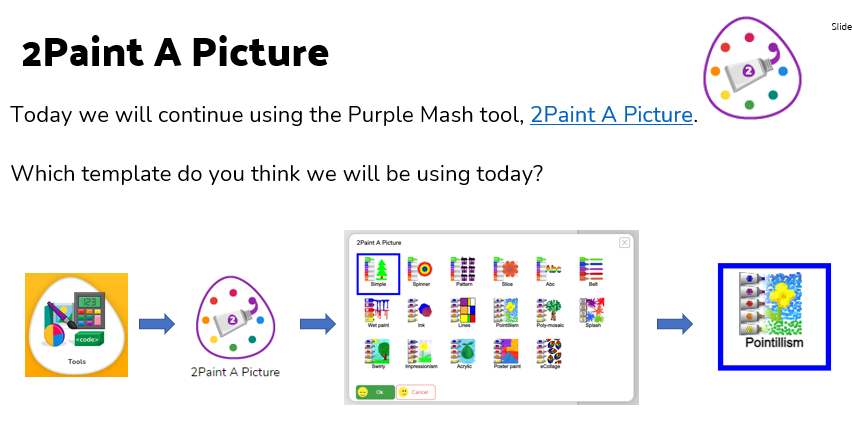 Slide
2Paint A Picture
Today we will continue using the Purple Mash tool, 2Paint A Picture.
Which template do you think we will be using today?
123
<code>
Tools
2
2Paint A Picture
2Paint A Picture
Simple Spinner Pattern Slice Abc Belt
Wet paint Ink Lines Pointillism Poly-mosaic Splash
Swirly Impressionism Acrylic Poster paint eCollage
Ok Cancel
Pointillism
2